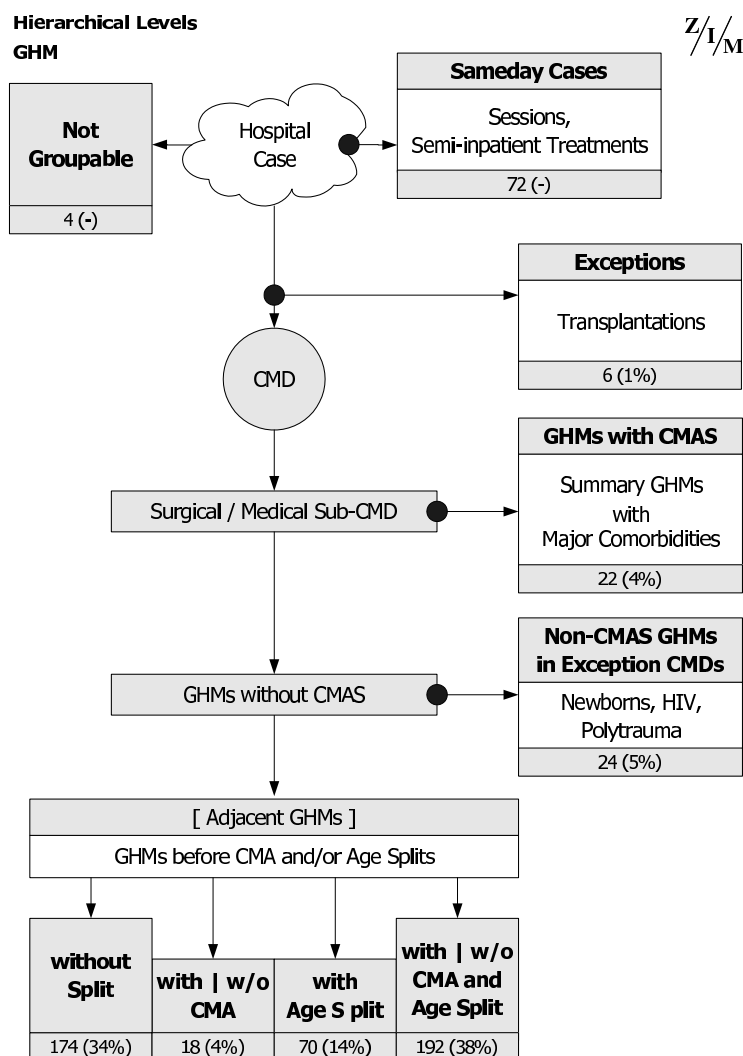 Hierarchical Levels
GHM
Z/I/M
Not
Groupable
4 (-)
Hospital
Case
Sameday Cases
Sessions,
Semi-inpatient Treatments
72 (-)
Exceptions
Transplantations
6 (1%)
CMD
GHMs with CMAS
Summary GHMs
with
Major Comorbidities
22 (4%)
Surgical / Medical Sub-CMD
Non-CMAS GHMs
in Exception CMDs
Newborns, HIV,
Polytrauma
24 (5%)
GHMs without CMAS
[ Adjacent GHMs ]
GHMs before CMA and/or Age Splits
without
Split
174 (34%)
with | w/o
CMA
18 (4%)
with
Age S plit
70 (14%)
with | w/o
CMA and
Age Split
192 (38%)